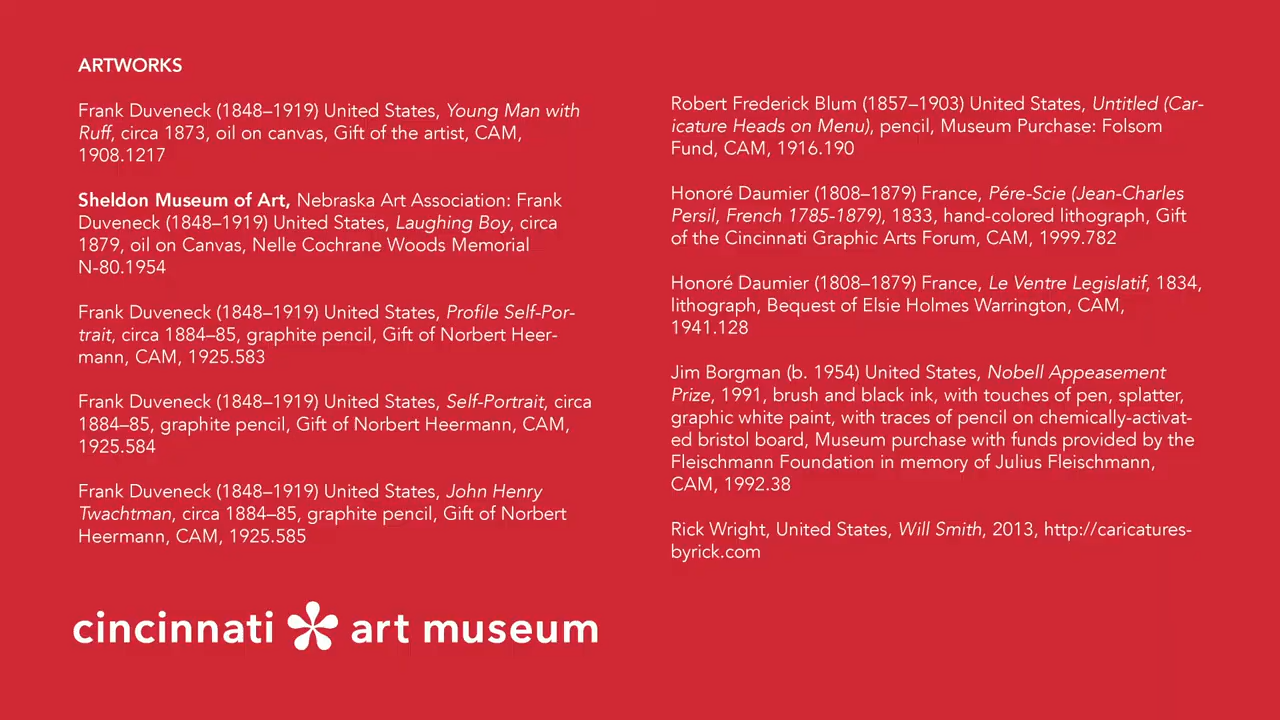 ARTWORKS
Frank Duveneck (1848–1919) United States, Young Man with
Ruff, circa 1873, oil on canvas, Gift of the artist, CAM,
1908.1217
Sheldon Museum of Art, Nebraska Art Association: Frank
Duveneck (1848–1919) United States, Laughing Boy, circa
1879, oil on Canvas, Nelle Cochrane Woods Memorial
N-80.1954
Frank Duveneck (1848–1919) United States, Profile Self-Por-
trait, circa 1884–85, graphite pencil, Gift of Norbert Heer-
mann, CAM, 1925.583
Frank Duveneck (1848–1919) United States, Self-Portrait, circa
1884–85, graphite pencil, Gift of Norbert Heermann, CAM,
1925.584
Frank Duveneck (1848–1919) United States, John Henry
Twachtman, circa 1884–85, graphite pencil, Gift of Norbert
Heermann, CAM, 1925.585
Robert Frederick Blum (1857–1903) United States, Untitled (Car-
icature Heads on Menu), pencil, Museum Purchase: Folsom
Fund, CAM, 1916.190
Honoré Daumier (1808–1879) France, Pére-Scie (Jean-Charles
Persil, French 1785-1879), 1833, hand-colored lithograph, Gift
of the Cincinnati Graphic Arts Forum, CAM, 1999.782
Honoré Daumier (1808–1879) France, Le Ventre Legislatif, 1834,
lithograph, Bequest of Elsie Holmes Warrington, CAM,
1941.128
Jim Borgman (b. 1954) United States, Nobell Appeasement
Prize, 1991, brush and black ink, with touches of pen, splatter,
graphic white paint, with traces of pencil on chemically-activat-
ed bristol board, Museum purchase with funds provided by the
Fleischmann Foundation in memory of Julius Fleischmann,
CAM, 1992.38
Rick Wright, United States, Will Smith, 2013, http://caricatures-
byrick.com
cincinnati art museum